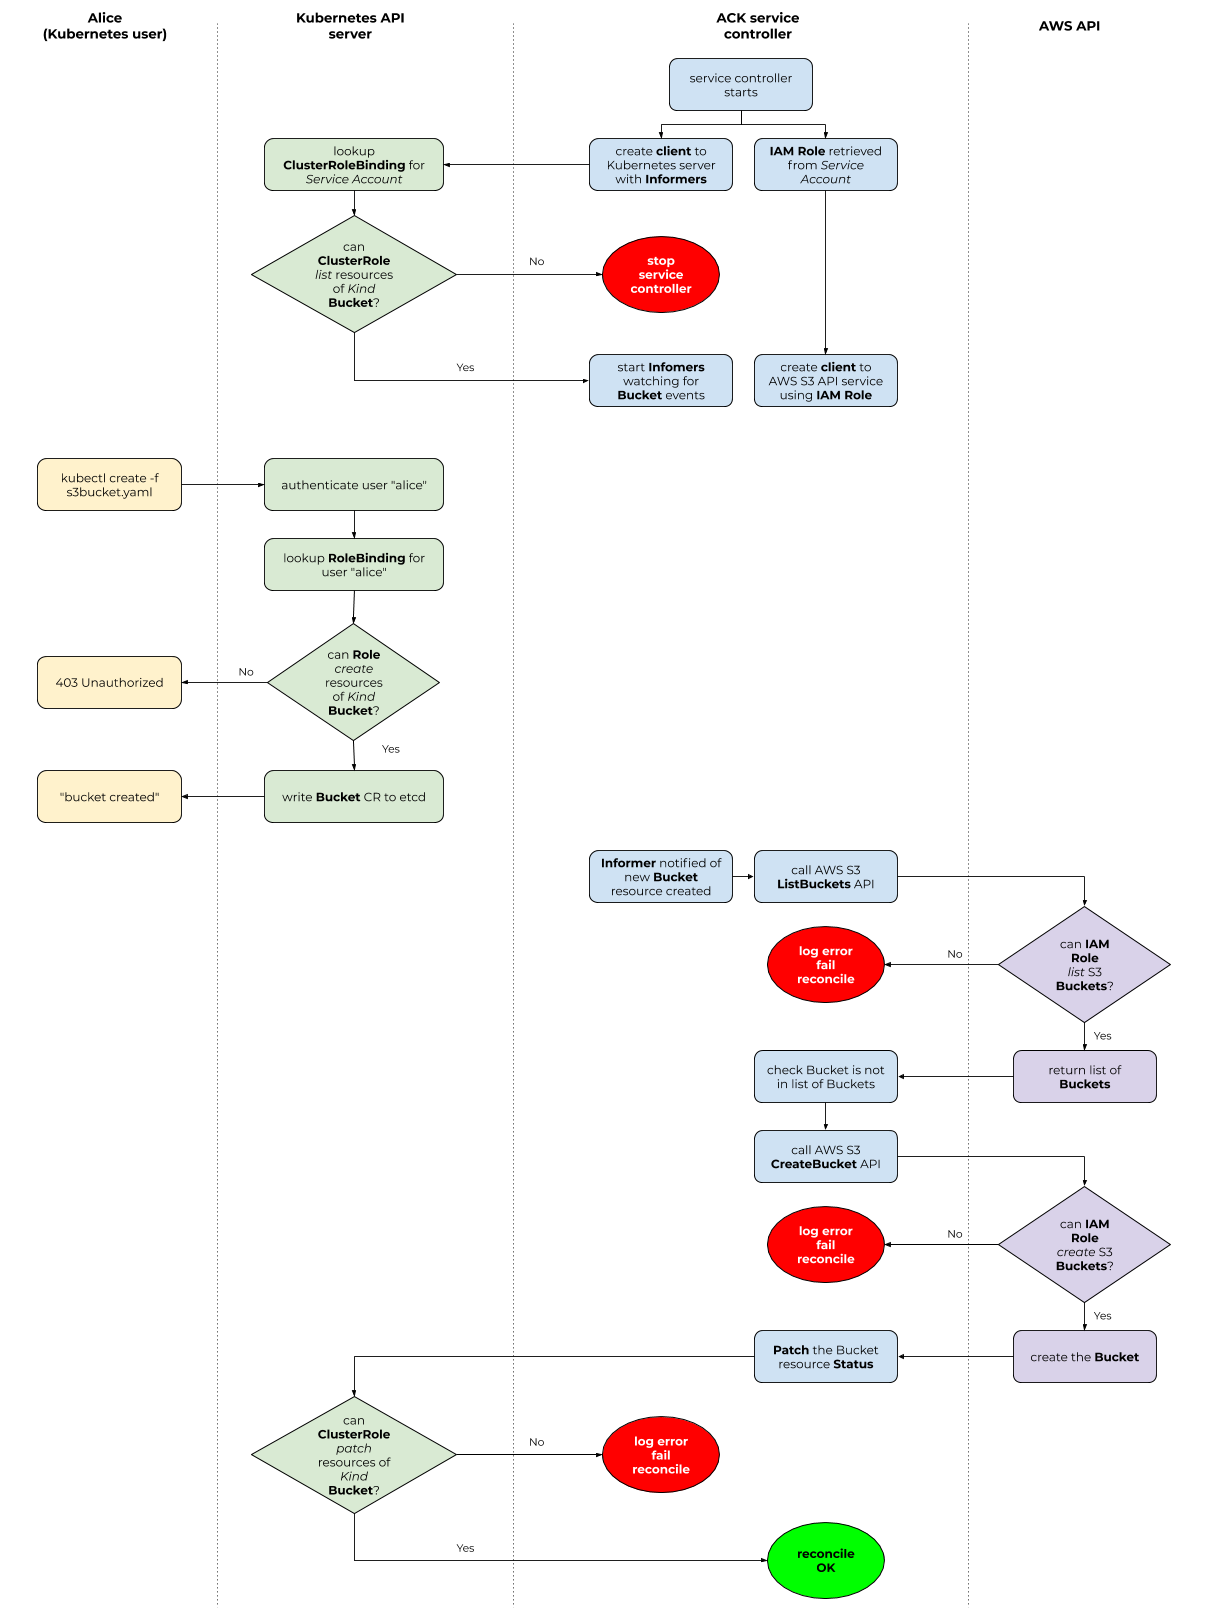 Alice
(Kubernetes user)
Kubernetes API
server
ACK service
controller
AWS API
service controller
starts
lookup
ClusterRoleBinding for
Service Account
create client to
Kubernetes server
with Informers
IAM Role retrieved
from Service
Account
can
ClusterRole
list resources
of Kind
Bucket?
No
stop
service
controller
Yes
start Infomers
watching for
Bucket events
create client to
AWS S3 API service
using IAM Role
kubectl create -f
s3bucket.yaml
authenticate user "alice"
lookup RoleBinding for
user "alice"
can Role
create
resources
of Kind
Bucket?
No
403 Unauthorized
Yes
"bucket created"
write Bucket CR to etcd
Informer notified of
new Bucket
resource created
call AWS S3
ListBuckets API
can IAM
Role
list S3
Buckets?
No
log error
fail
reconcile
Yes
check Bucket is not
in list of Buckets
return list of
Buckets
call AWS S3
CreateBucket API
can IAM
Role
create S3
Buckets?
No
log error
fail
reconcile
Yes
Patch the Bucket
resource Status
create the Bucket
can
ClusterRole
patch
resources of
Kind
Bucket?
No
log error
fail
reconcile
Yes
reconcile
OK